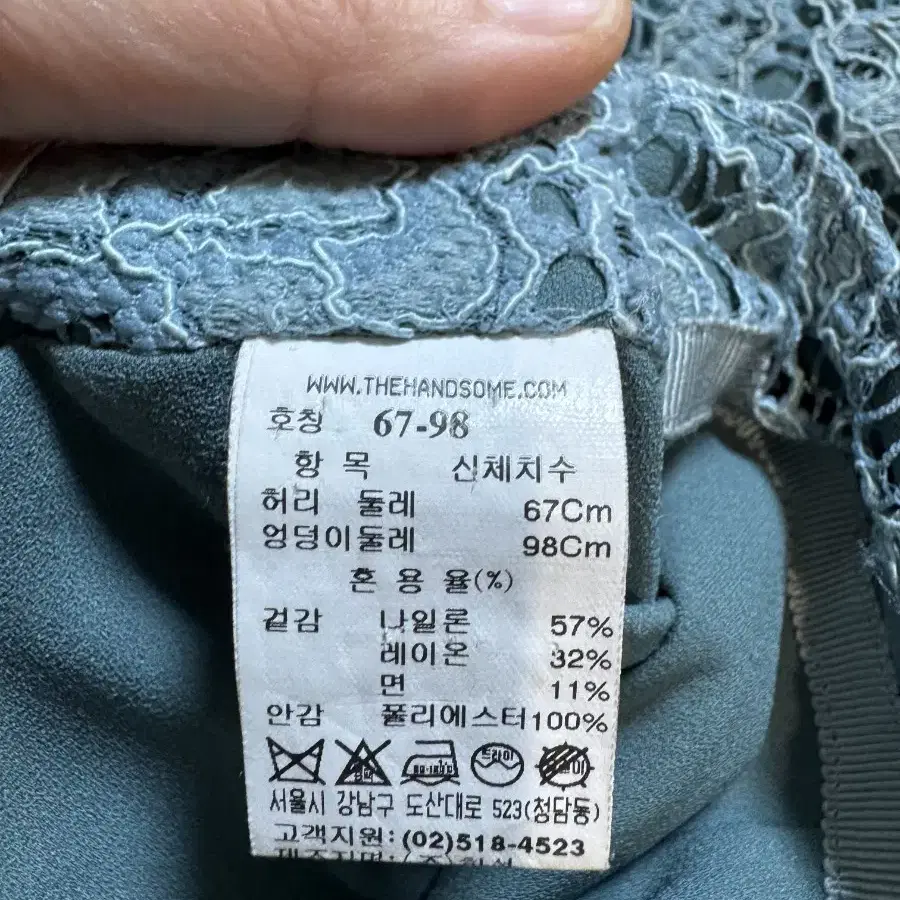 WWW.THEHANDSOME.COM
호칭 67-98
항 목 신체치수
허리 둘레 67Cm
엉덩이둘레 98Cm
혼 용 율(%)
겉감 나일론 57%
레이온 32%
면 11%
안감 폴리에스터100%
드라이
서울시 강남구 도산대로 523(청담동)
고객지원:(02)518-4523